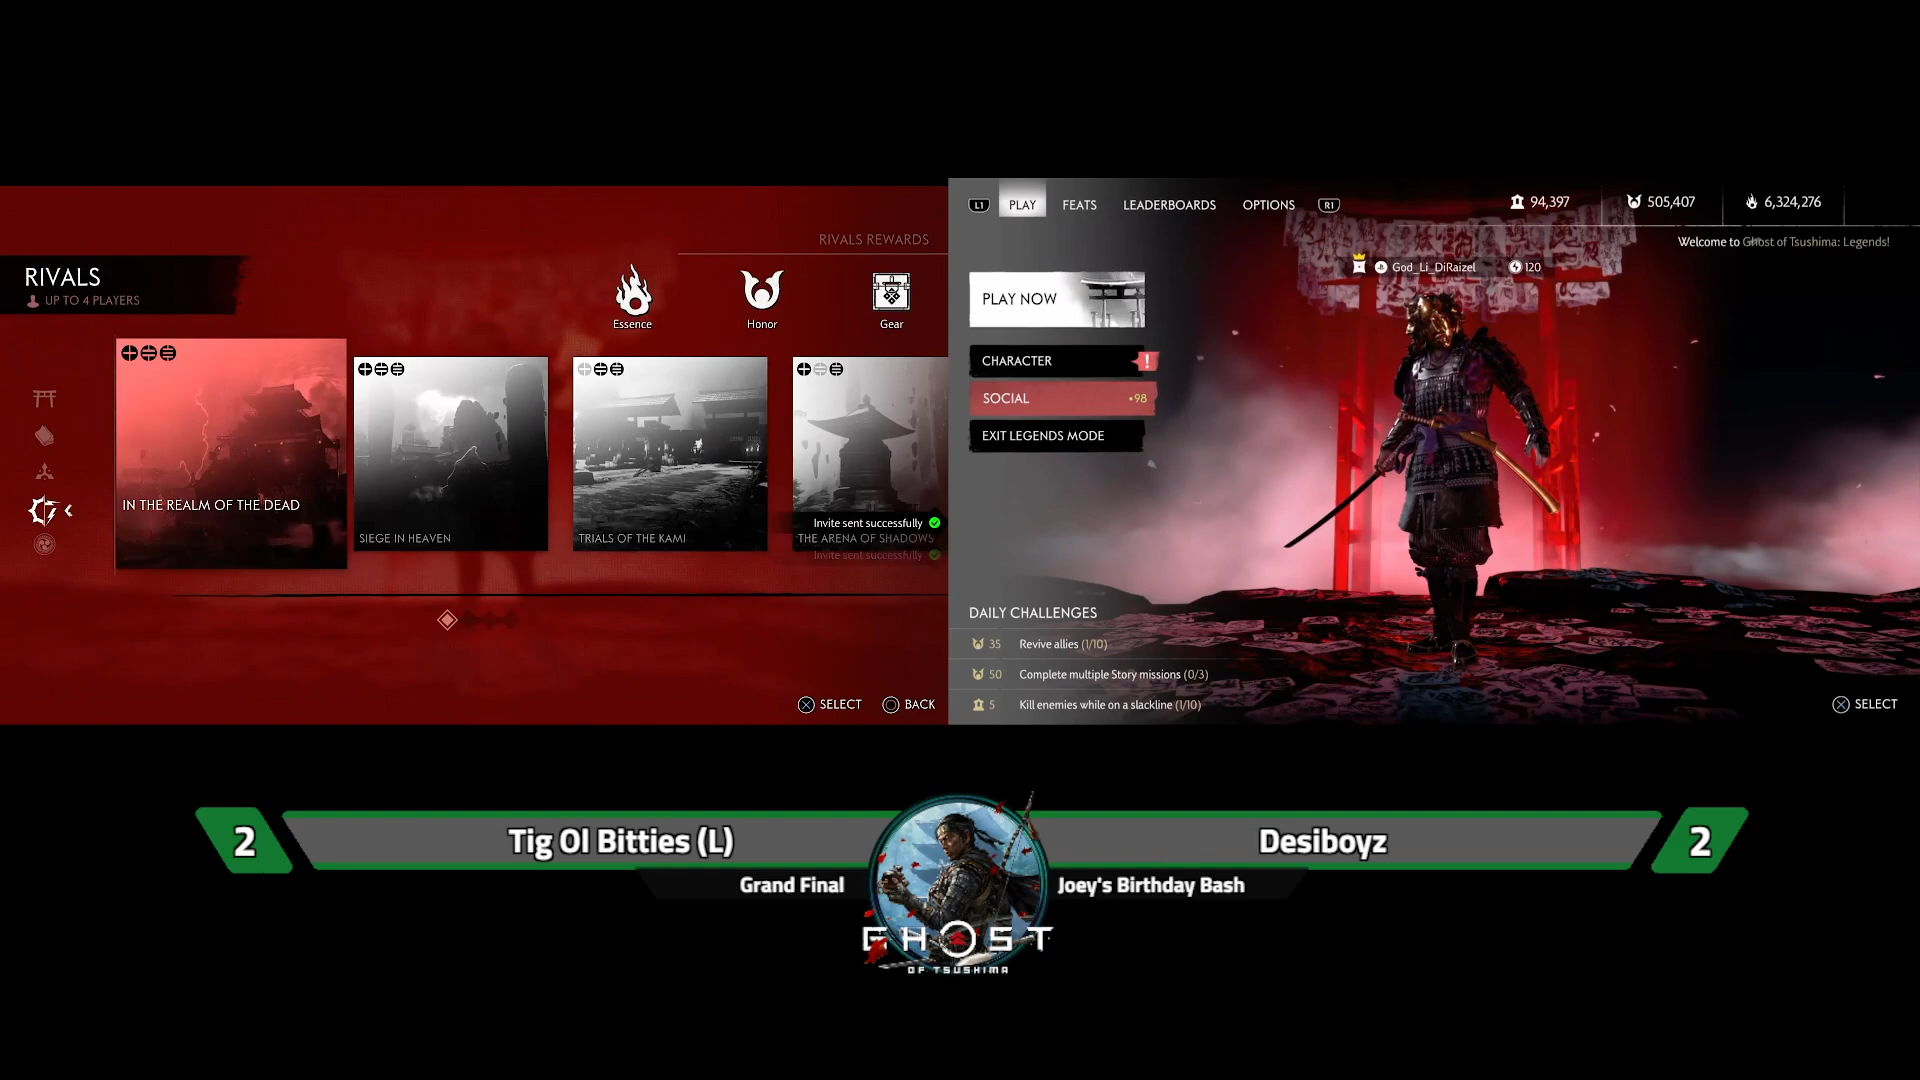 RIVALS REWARDS
RIVALS
UP TO 4 PLAYERS
Essence
Honor
Gear
IN THE REALM OF THE DEAD
SIEGE IN HEAVEN
TRIALS OF THE KAMI
Invite sent successfully
THE ARENA OF SHADOWS
Invite sent successfully
SELECT BACK
L1 PLAY FEATS LEADERBOARDS OPTIONS R1
94,397 505,407 6,324,276
Welcome to Ghost of Tsushima: Legends!
God_Li_DiRaizel 120
PLAY NOW
CHARACTER !
SOCIAL •98
EXIT LEGENDS MODE
DAILY CHALLENGES
35 Revive allies (1/10)
50 Complete multiple Story missions (0/3)
5 Kill enemies while on a slackline (1/10)
SELECT
2 Tig Ol Bitties (L) Desiboyz 2
Grand Final Joey's Birthday Bash
GHOST
OF TSUSHIMA